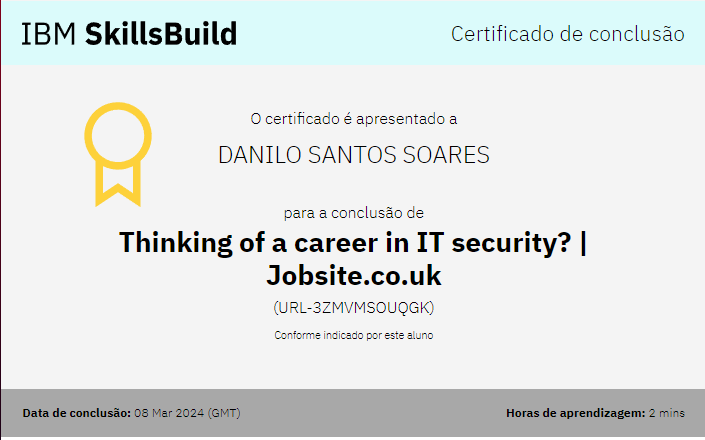 IBM SkillsBuild
Certificado de conclusão
O certificado é apresentado a
DANILO SANTOS SOARES
para a conclusão de
Thinking of a career in IT security? |
Jobsite.co.uk
(URL-3ZMVMSOUQGK)
Conforme indicado por este aluno
Data de conclusão: 08 Mar 2024 (GMT)
Horas de aprendizagem: 2 mins